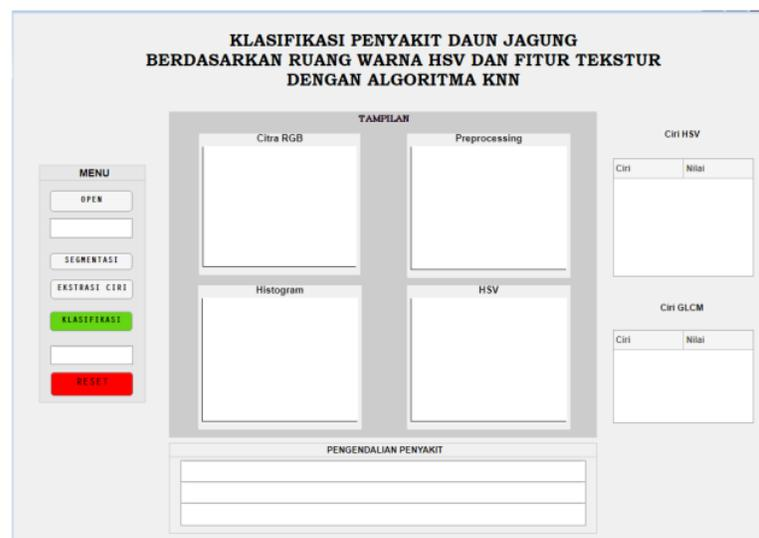 KLASIFIKASI PENYAKIT DAUN JAGUNG
BERDASARKAN RUANG WARNA HSV DAN FITUR TEKSTUR
DENGAN ALGORITMA KNN
MENU
OPEN
SEGMENTASI
EKSTRASI CIRI
KLASIFIKASI
RESET
TAMPILAN
Citra RGB
Preprocessing
Histogram
HSV
Ciri HSV
Ciri Nilai
Ciri GLCM
Ciri Nilai
PENGENDALIAN PENYAKIT